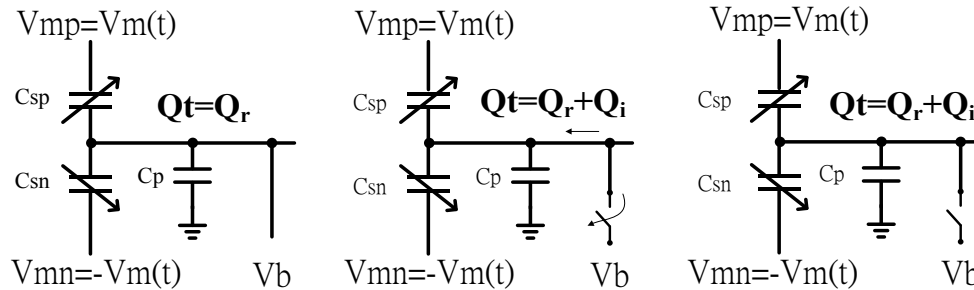 Vmp=Vm(t)
Csp
Qt=Qr
Csn
Cp
Vmn=-Vm(t)
Vb
Vmp=Vm(t)
Csp
Qt=Qr+Qi
Csn
Cp
Vmn=-Vm(t)
Vb
Vmp=Vm(t)
Csp
Qt=Qr+Qi
Csn
Cp
Vmn=-Vm(t)
Vb